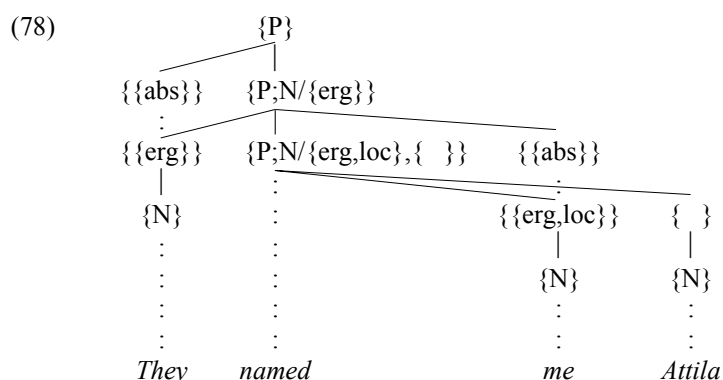 (78) {P}
{{abs}} {P;N/{erg}}
{{erg}} {P;N/{erg,loc},{ }} {{abs}}
{N} {{erg,loc}} { }
{N} {N}
They named me Attila